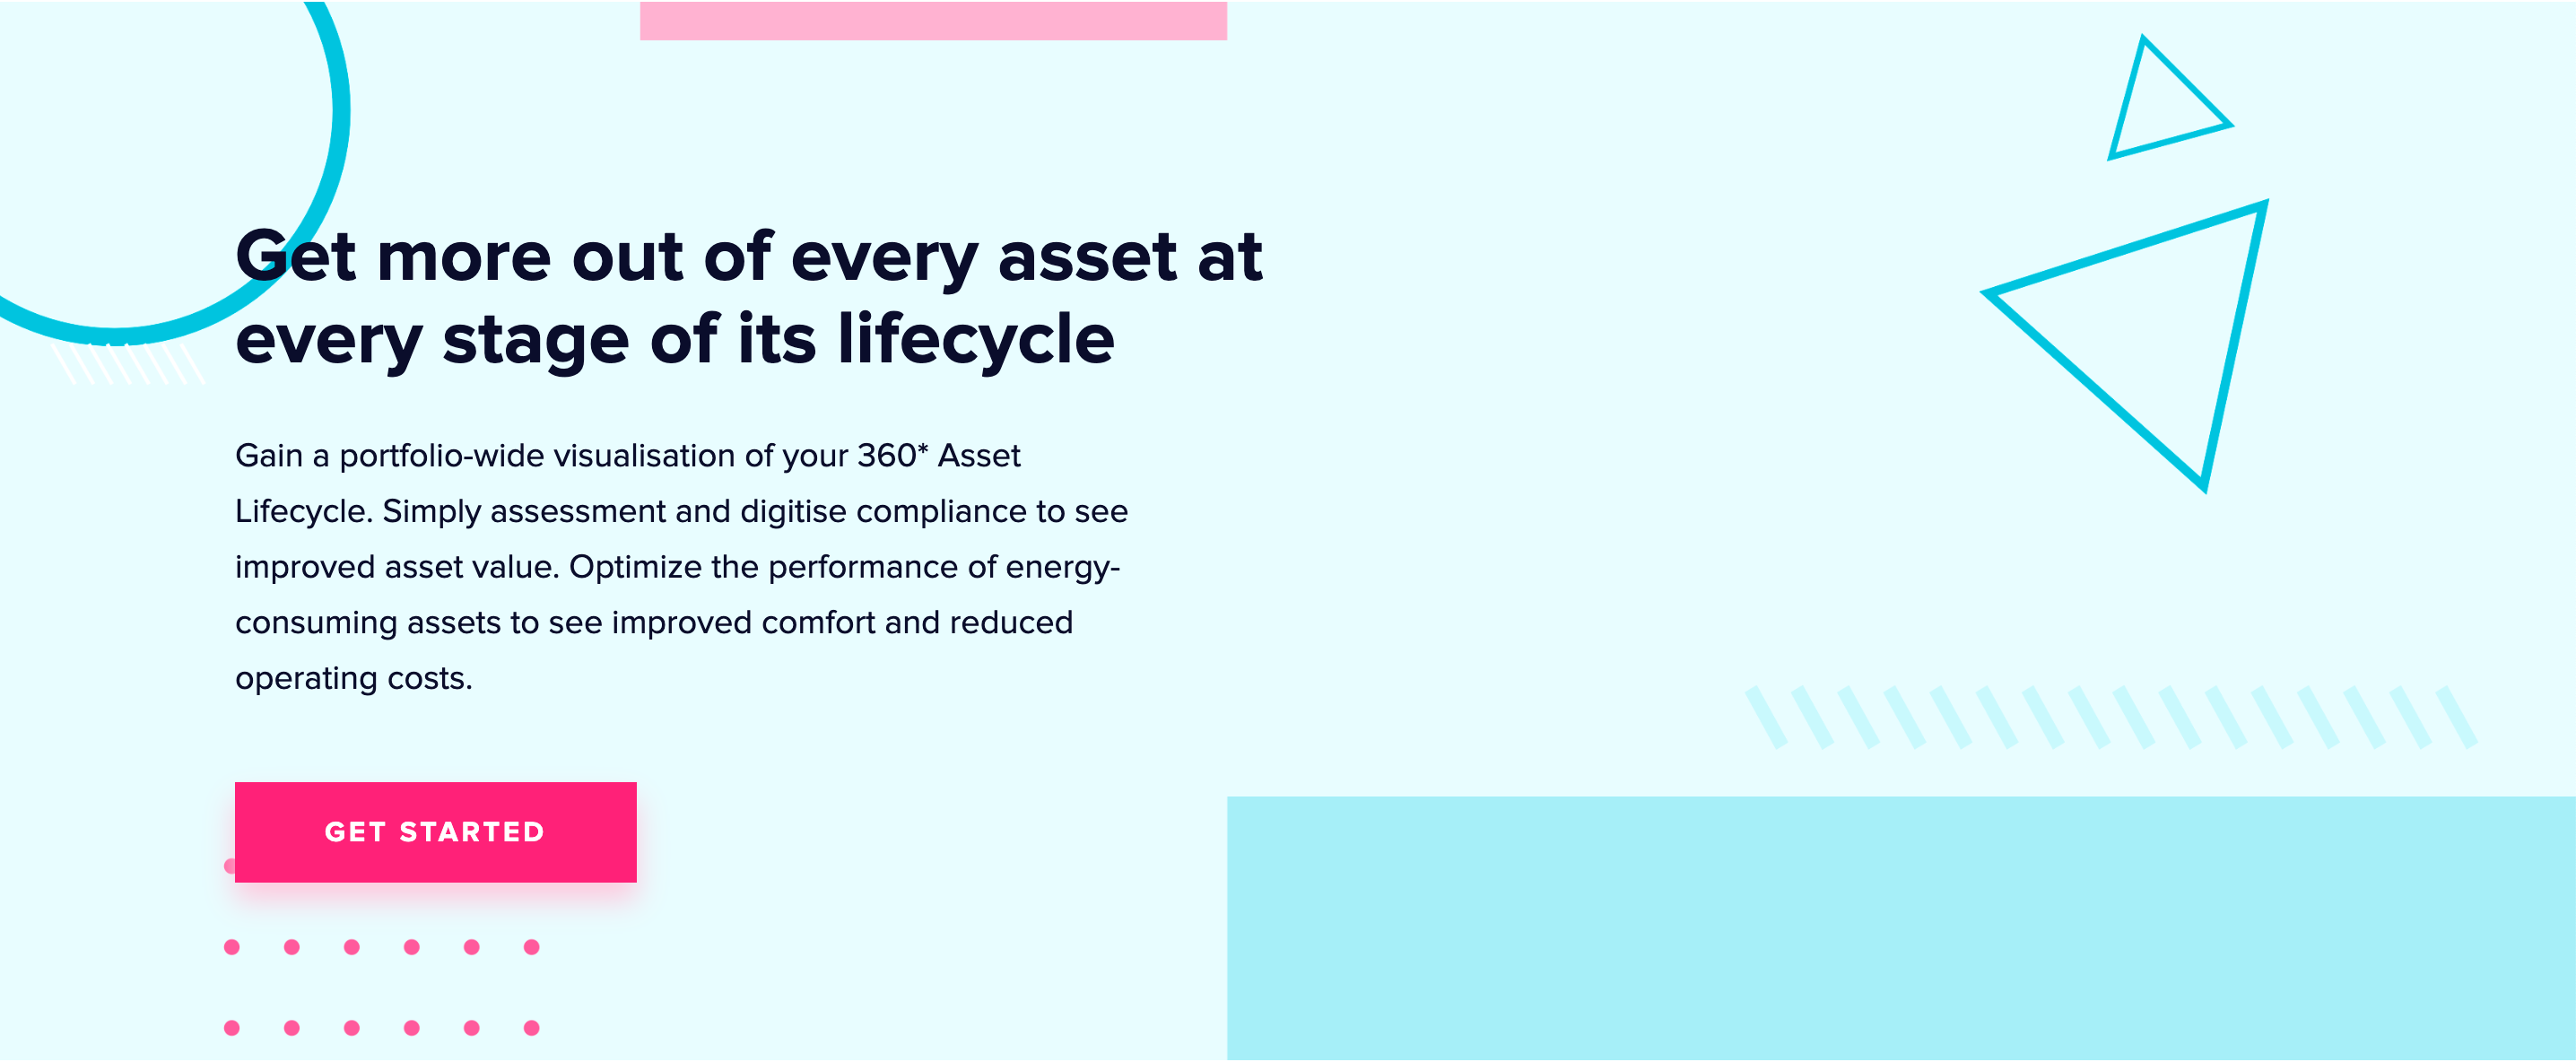 Get more out of every asset at
every stage of its lifecycle
Gain a portfolio-wide visualisation of your 360* Asset
Lifecycle. Simply assessment and digitise compliance to see
improved asset value. Optimize the performance of energy-
consuming assets to see improved comfort and reduced
operating costs.
GET STARTED